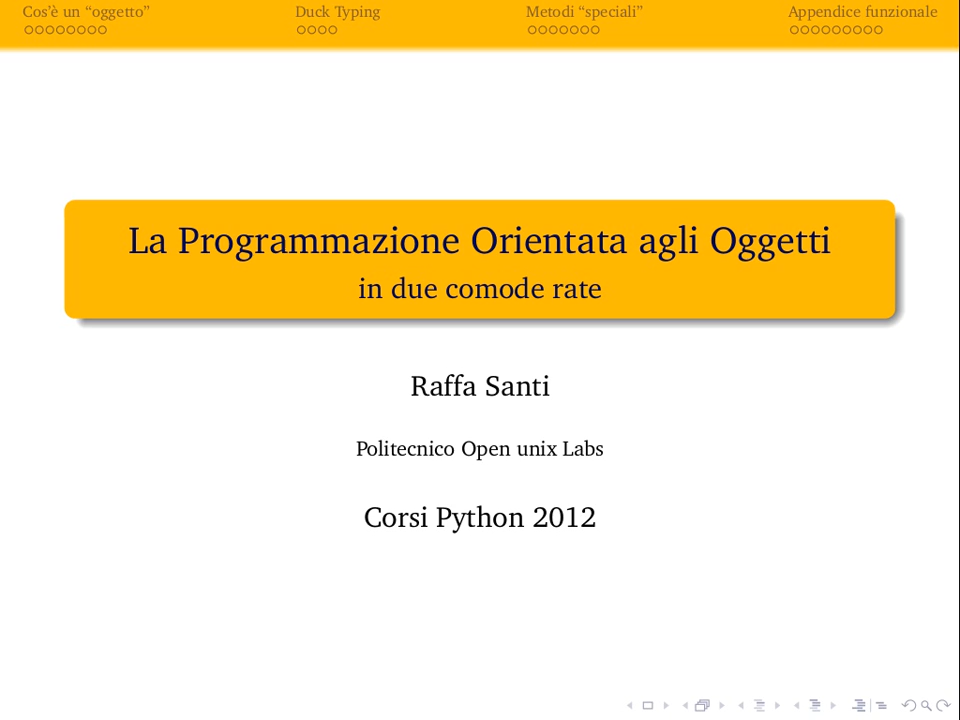 Cos'è un “oggetto” Duck Typing Metodi “speciali” Appendice funzionale
La Programmazione Orientata agli Oggetti
in due comode rate
Raffa Santi
Politecnico Open unix Labs
Corsi Python 2012